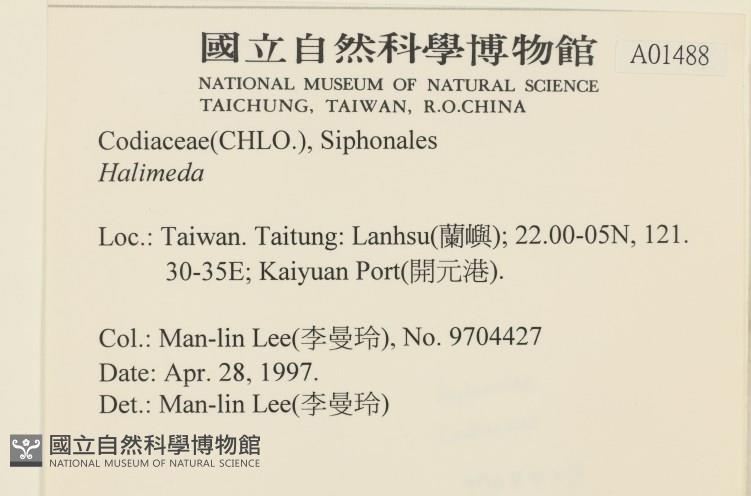 國立自然科學博物館
A01488
NATIONAL MUSEUM OF NATURAL SCIENCE
TAICHUNG, TAIWAN, R.O.CHINA
Codiaceae(CHLO.), Siphonales
Halimeda
Loc.: Taiwan. Taitung: Lanhsu(蘭嶼); 22.00-05N, 121.
30-35E; Kaiyuan Port(開元港).
Col.: Man-lin Lee(李曼玲), No. 9704427
Date: Apr. 28, 1997.
Det.: Man-lin Lee(李曼玲)
國立自然科學博物館
NATIONAL MUSEUM OF NATURAL SCIENCE